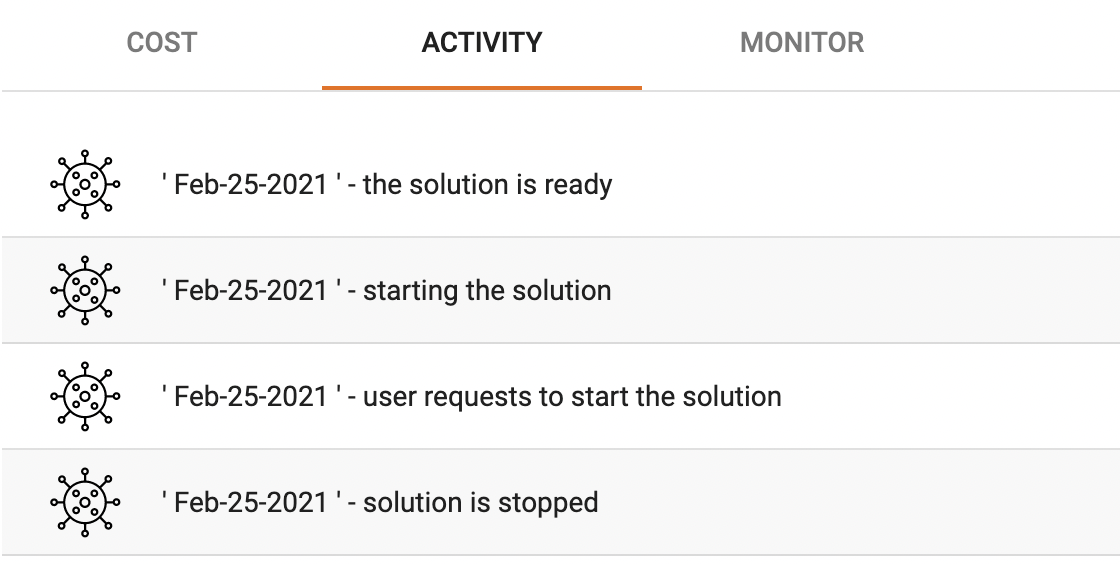 COST ACTIVITY MONITOR
' Feb-25-2021 ' - the solution is ready
' Feb-25-2021 ' - starting the solution
' Feb-25-2021 ' - user requests to start the solution
' Feb-25-2021 ' - solution is stopped